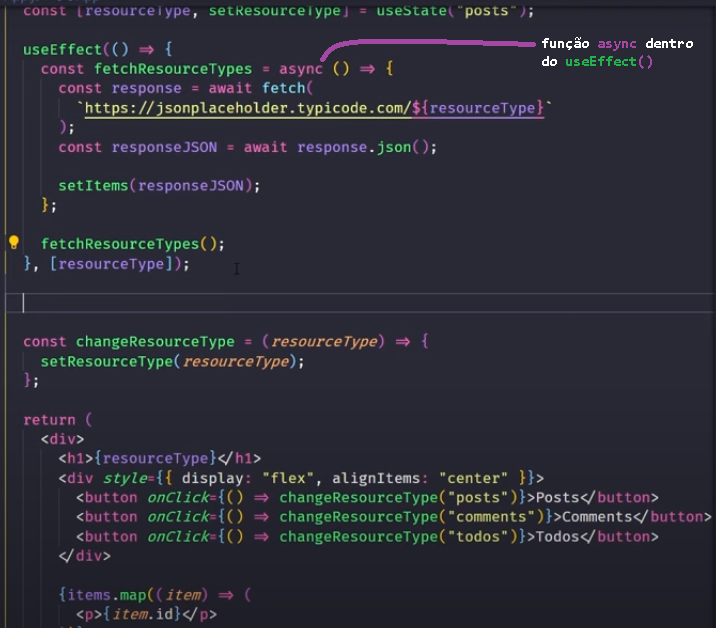 const [resourceType, setResourceType] = useState("posts");
função async dentro
do useEffect()
useEffect(() => {
const fetchResourceTypes = async () => {
const response = await fetch(
`https://jsonplaceholder.typicode.com/${resourceType}`
);
const responseJSON = await response.json();
setItems(responseJSON);
};
fetchResourceTypes();
}, [resourceType]);
const changeResourceType = (resourceType) => {
setResourceType(resourceType);
};
return (
<div>
<h1>{resourceType}</h1>
<div style={{ display: "flex", alignItems: "center" }}>
<button onClick={() => changeResourceType("posts")}>Posts</button>
<button onClick={() => changeResourceType("comments")}>Comments</button>
<button onClick={() => changeResourceType("todos")}>Todos</button>
</div>
{items.map((item) => (
<p>{item.id}</p>